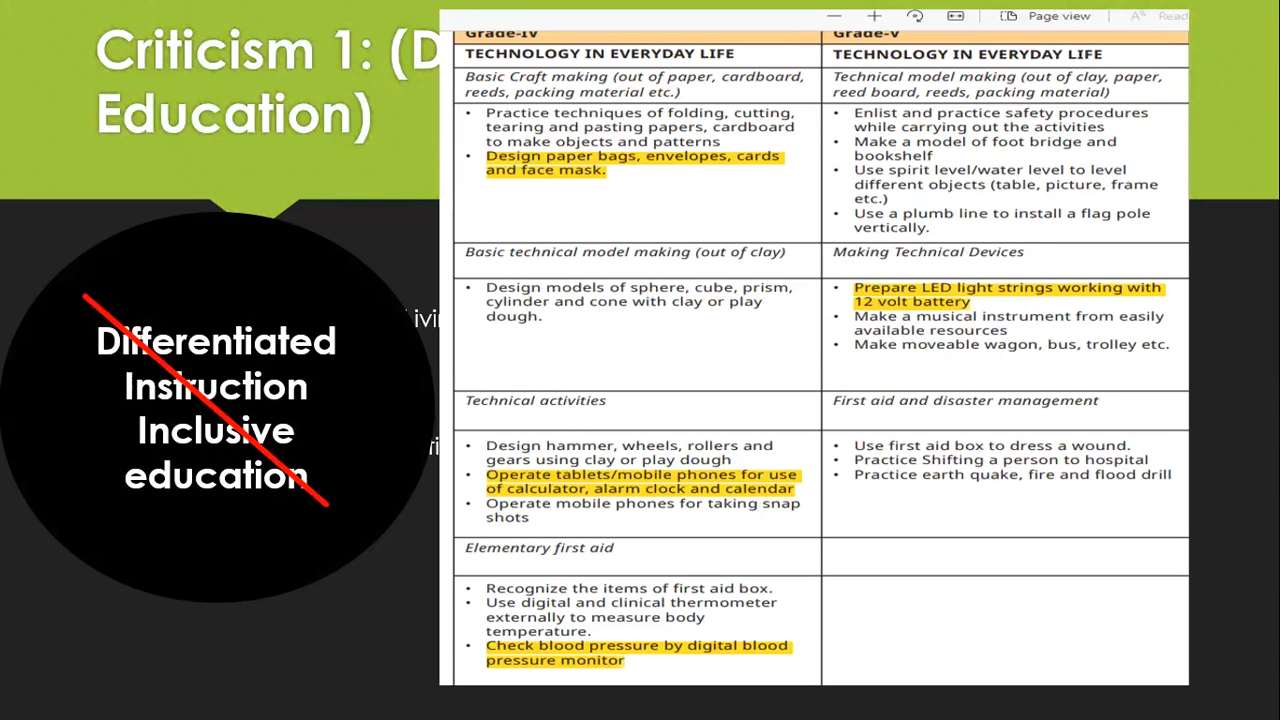 Criticism 1: (D
Education)
Differentiated
Instruction
Inclusive
education
Page view
Read
Grade-IV
TECHNOLOGY IN EVERYDAY LIFE
Basic Craft making (out of paper, cardboard,
reeds, packing material etc.)
• Practice techniques of folding, cutting,
tearing and pasting papers, cardboard
to make objects and patterns
• Design paper bags, envelopes, cards
and face mask.
Basic technical model making (out of clay)
• Design models of sphere, cube, prism,
cylinder and cone with clay or play
dough.
Technical activities
• Design hammer, wheels, rollers and
gears using clay or play dough
• Operate tablets/mobile phones for use
of calculator, alarm clock and calendar
• Operate mobile phones for taking snap
shots
Elementary first aid
• Recognize the items of first aid box.
• Use digital and clinical thermometer
externally to measure body
temperature.
• Check blood pressure by digital blood
pressure monitor
Grade-V
TECHNOLOGY IN EVERYDAY LIFE
Technical model making (out of clay, paper,
reed board, reeds, packing material)
• Enlist and practice safety procedures
while carrying out the activities
• Make a model of foot bridge and
bookshelf
• Use spirit level/water level to level
different objects (table, picture, frame
etc.)
• Use a plumb line to install a flag pole
vertically.
Making Technical Devices
• Prepare LED light strings working with
12 volt battery
• Make a musical instrument from easily
available resources
• Make moveable wagon, bus, trolley etc.
First aid and disaster management
• Use first aid box to dress a wound.
• Practice Shifting a person to hospital
• Practice earth quake, fire and flood drill